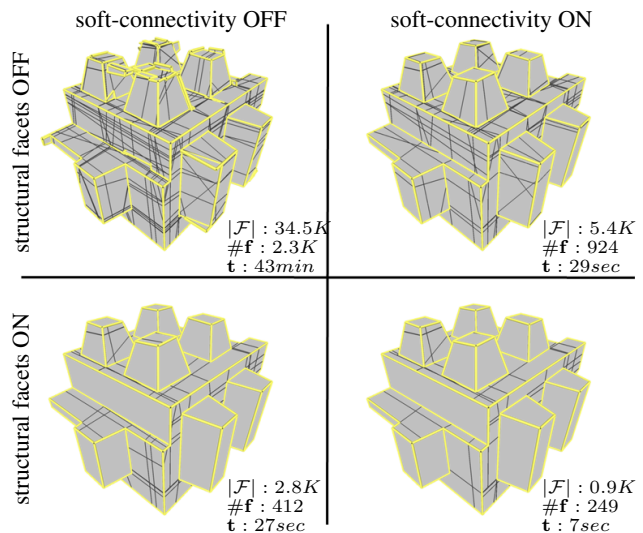 soft-connectivity OFF
soft-connectivity ON
structural facets OFF
|F| : 34.5K
#f : 2.3K
t : 43min
|F| : 5.4K
#f : 924
t : 29sec
structural facets ON
|F| : 2.8K
#f : 412
t : 27sec
|F| : 0.9K
#f : 249
t : 7sec